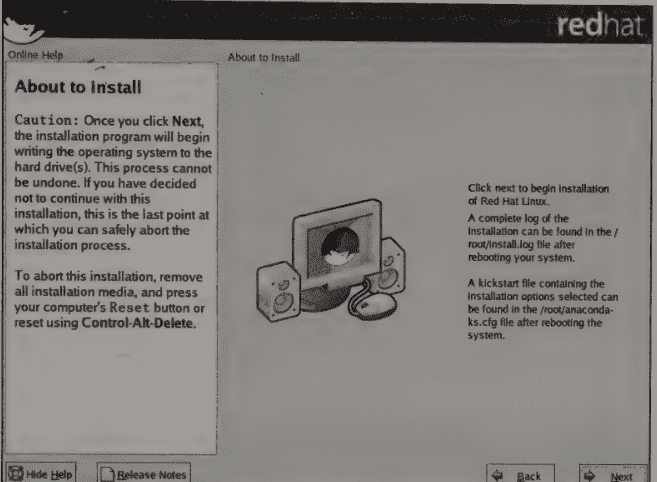 redhat
Online Help
About to Install
About to Install
Caution: Once you click Next,
the installation program will begin
writing the operating system to the
hard drive(s). This process cannot
be undone. If you have decided
not to continue with this
installation, this is the last point at
which you can safely abort the
installation process.
To abort this installation, remove
all installation media, and press
your computer's Reset button or
reset using Control-Alt-Delete.
Click next to begin installation
of Red Hat Linux.
A complete log of the
installation can be found in the /
root/install.log file after
rebooting your system.
A kickstart file containing the
installation options selected can
be found in the /root/anaconda-
ks.cfg file after rebooting the
system.
Hide Help
Release Notes
Back
Next